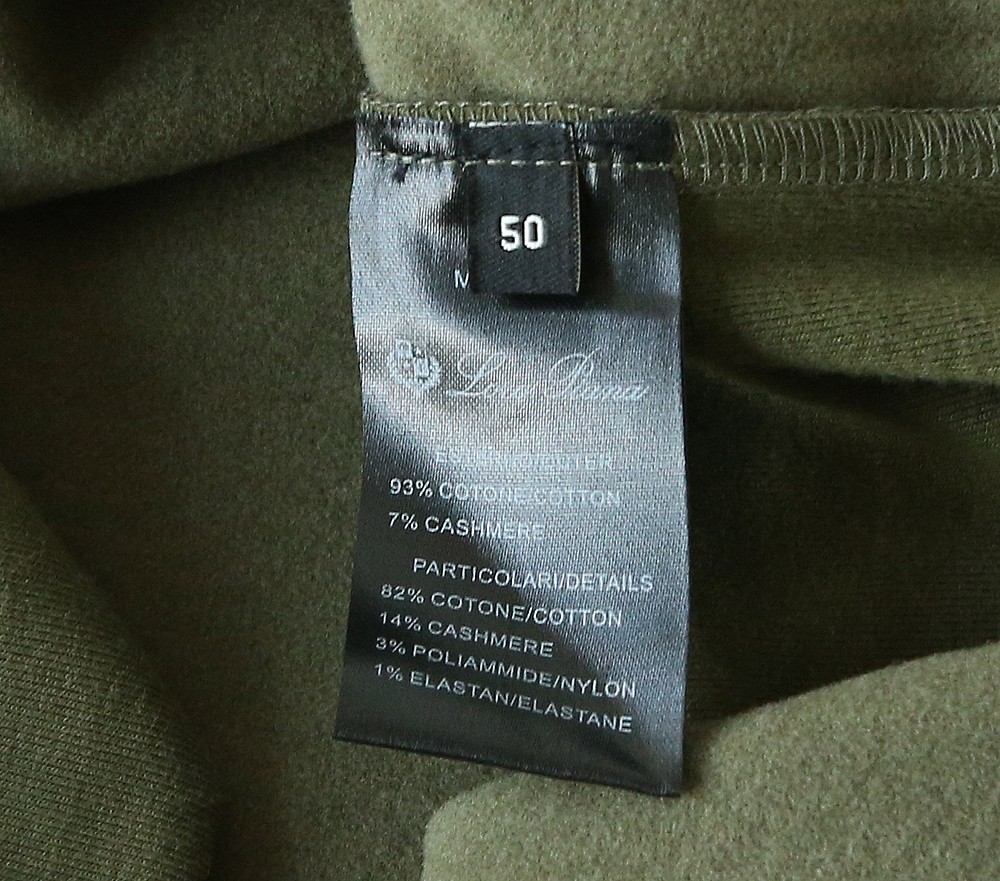 50
M
Loro Piana
93% COTONE/COTTON
7% CASHMERE
PARTICOLARI/DETAILS
82% COTONE/COTTON
14% CASHMERE
3% POLIAMMIDE/NYLON
1% ELASTAN/ELASTANE